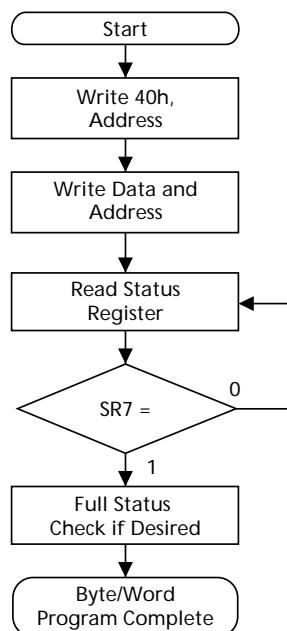 Start
Write 40h,
Address
Write Data and
Address
Read Status
Register
SR7 =
0
1
Full Status
Check if Desired
Byte/Word
Program Complete